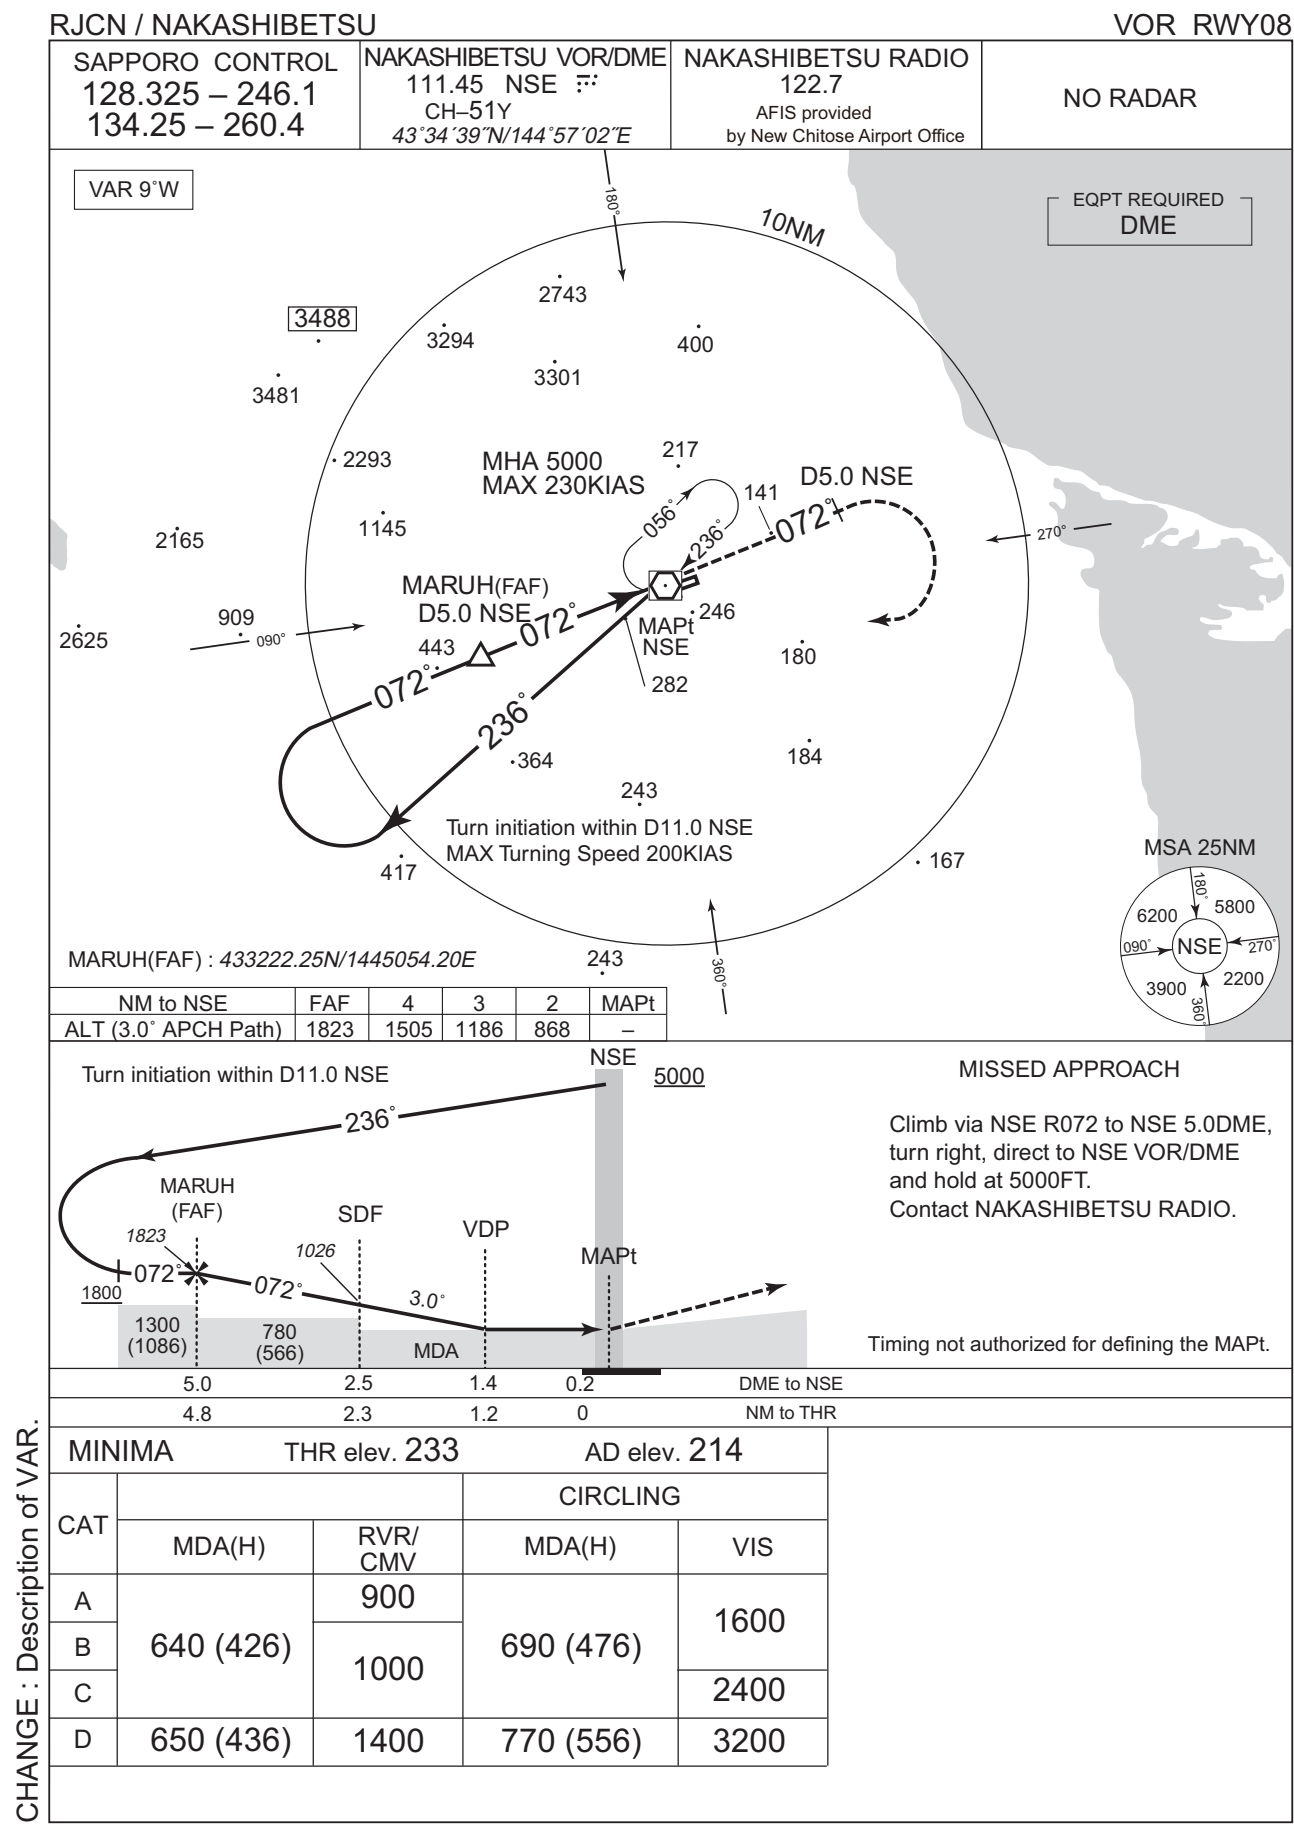 RJCN / NAKASHIBETSU
VOR RWY08
SAPPORO CONTROL
128.325 – 246.1
134.25 – 260.4
NAKASHIBETSU VOR/DME
111.45 NSE
CH–51Y
43°34´39˝N/144°57´02˝E
NAKASHIBETSU RADIO
122.7
AFIS provided
by New Chitose Airport Office
NO RADAR
VAR 9°W
EQPT REQUIRED
DME
180°
10NM
2743
3488
3294
400
3301
3481
2293
MHA 5000
MAX 230KIAS
217
D5.0 NSE
141
072°
056°
236°
1145
2165
270°
MARUH(FAF)
D5.0 NSE
072°
909
2625
090°
443
072°
246
MAPt
NSE
180
282
236°
364
184
243
Turn initiation within D11.0 NSE
MAX Turning Speed 200KIAS
417
167
MSA 25NM
180°
6200
5800
090°
NSE
270°
3900
2200
360°
360°
243
MARUH(FAF) : 433222.25N/1445054.20E
NM to NSE FAF 4 3 2 MAPt
ALT (3.0° APCH Path) 1823 1505 1186 868 –
Turn initiation within D11.0 NSE
NSE
5000
236°
MARUH
(FAF)
SDF
VDP
MAPt
1823
1026
072°
072°
3.0°
1800
1300
(1086)
780
(566)
MDA
MISSED APPROACH
Climb via NSE R072 to NSE 5.0DME,
turn right, direct to NSE VOR/DME
and hold at 5000FT.
Contact NAKASHIBETSU RADIO.
Timing not authorized for defining the MAPt.
5.0 2.5 1.4 0.2 DME to NSE
4.8 2.3 1.2 0 NM to THR
MINIMA THR elev. 233 AD elev. 214
CAT
CIRCLING
MDA(H)
RVR/
CMV
MDA(H)
VIS
A
900
1600
B
640 (426)
1000
690 (476)
C
2400
D
650 (436)
1400
770 (556)
3200
CHANGE : Description of VAR.